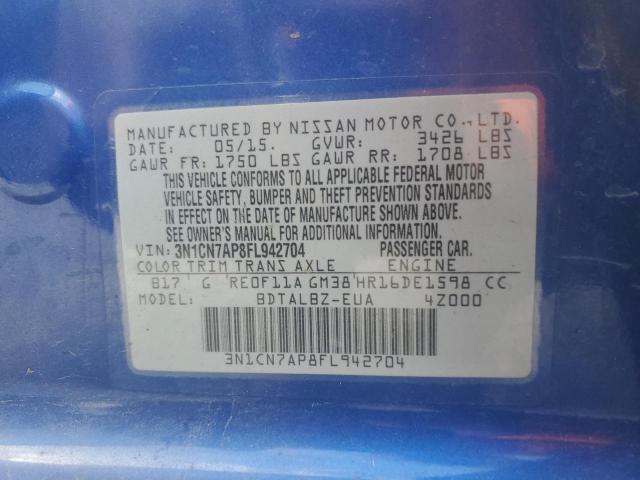 MANUFACTURED BY NISSAN MOTOR CO.,LTD.
DATE: 05/15. GVWR: 3426 LBS
GAWR FR: 1750 LBS GAWR RR: 1708 LBS
THIS VEHICLE CONFORMS TO ALL APPLICABLE FEDERAL MOTOR
VEHICLE SAFETY, BUMPER AND THEFT PREVENTION STANDARDS
IN EFFECT ON THE DATE OF MANUFACTURE SHOWN ABOVE.
SEE OWNER'S MANUAL FOR ADDITIONAL INFORMATION.
VIN: 3N1CN7AP8FL942704 PASSENGER CAR.
COLOR TRIM TRANS AXLE ENGINE
B17 G RE0F11A GM38 HR16DE1598 CC
MODEL: BDTALBZ-EUA 4Z000
3N1CN7AP8FL942704